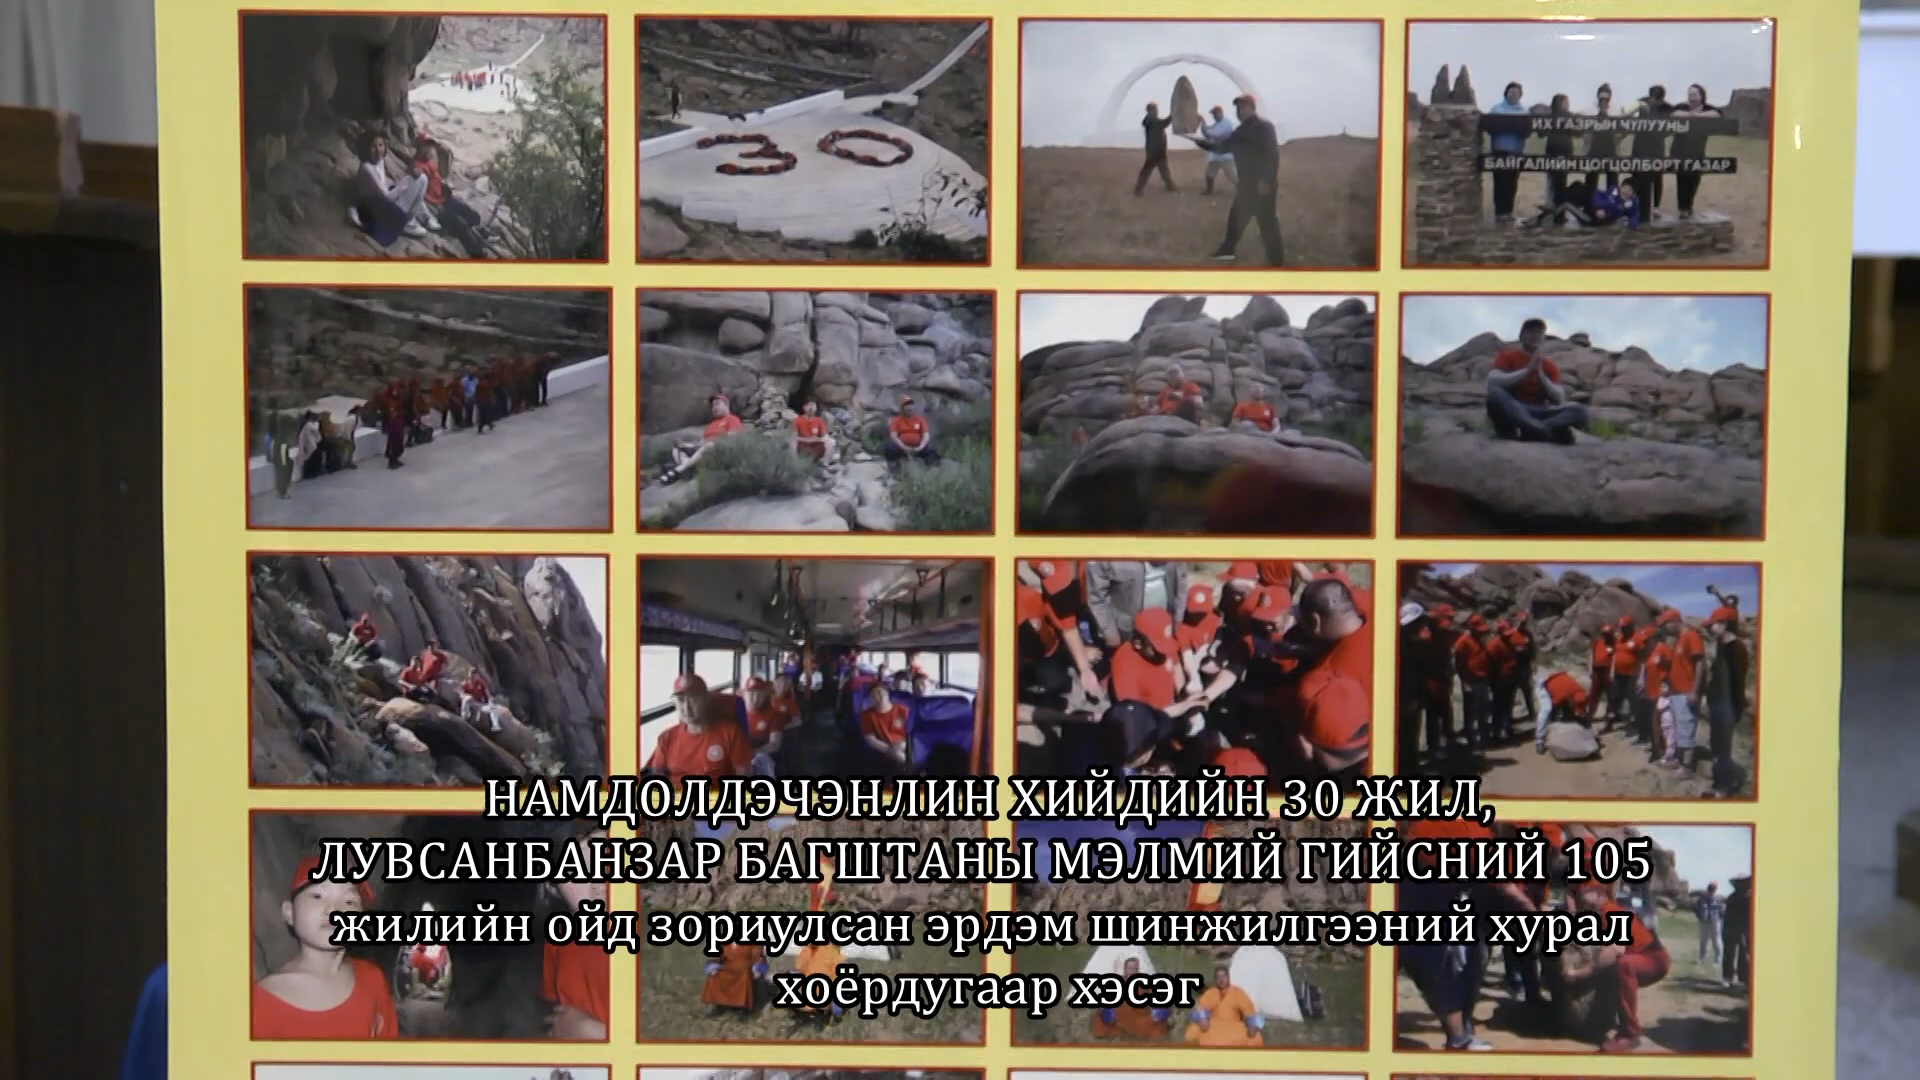 30
ИХ ГАЗРЫН ЧУЛУУНЫ
БАЙГАЛИЙН ЦОГЦОЛБОРТ ГАЗАР
НАМДОЛДЭЧЭНЛИН ХИЙДИЙН 30 ЖИЛ,
ЛУВСАНБАНЗАР БАГШТАНЫ МЭЛМИЙ ГИЙСНИЙ 105
жилийн ойд зориулсан эрдэм шинжилгээний хурал
хоёрдугаар хэсэг